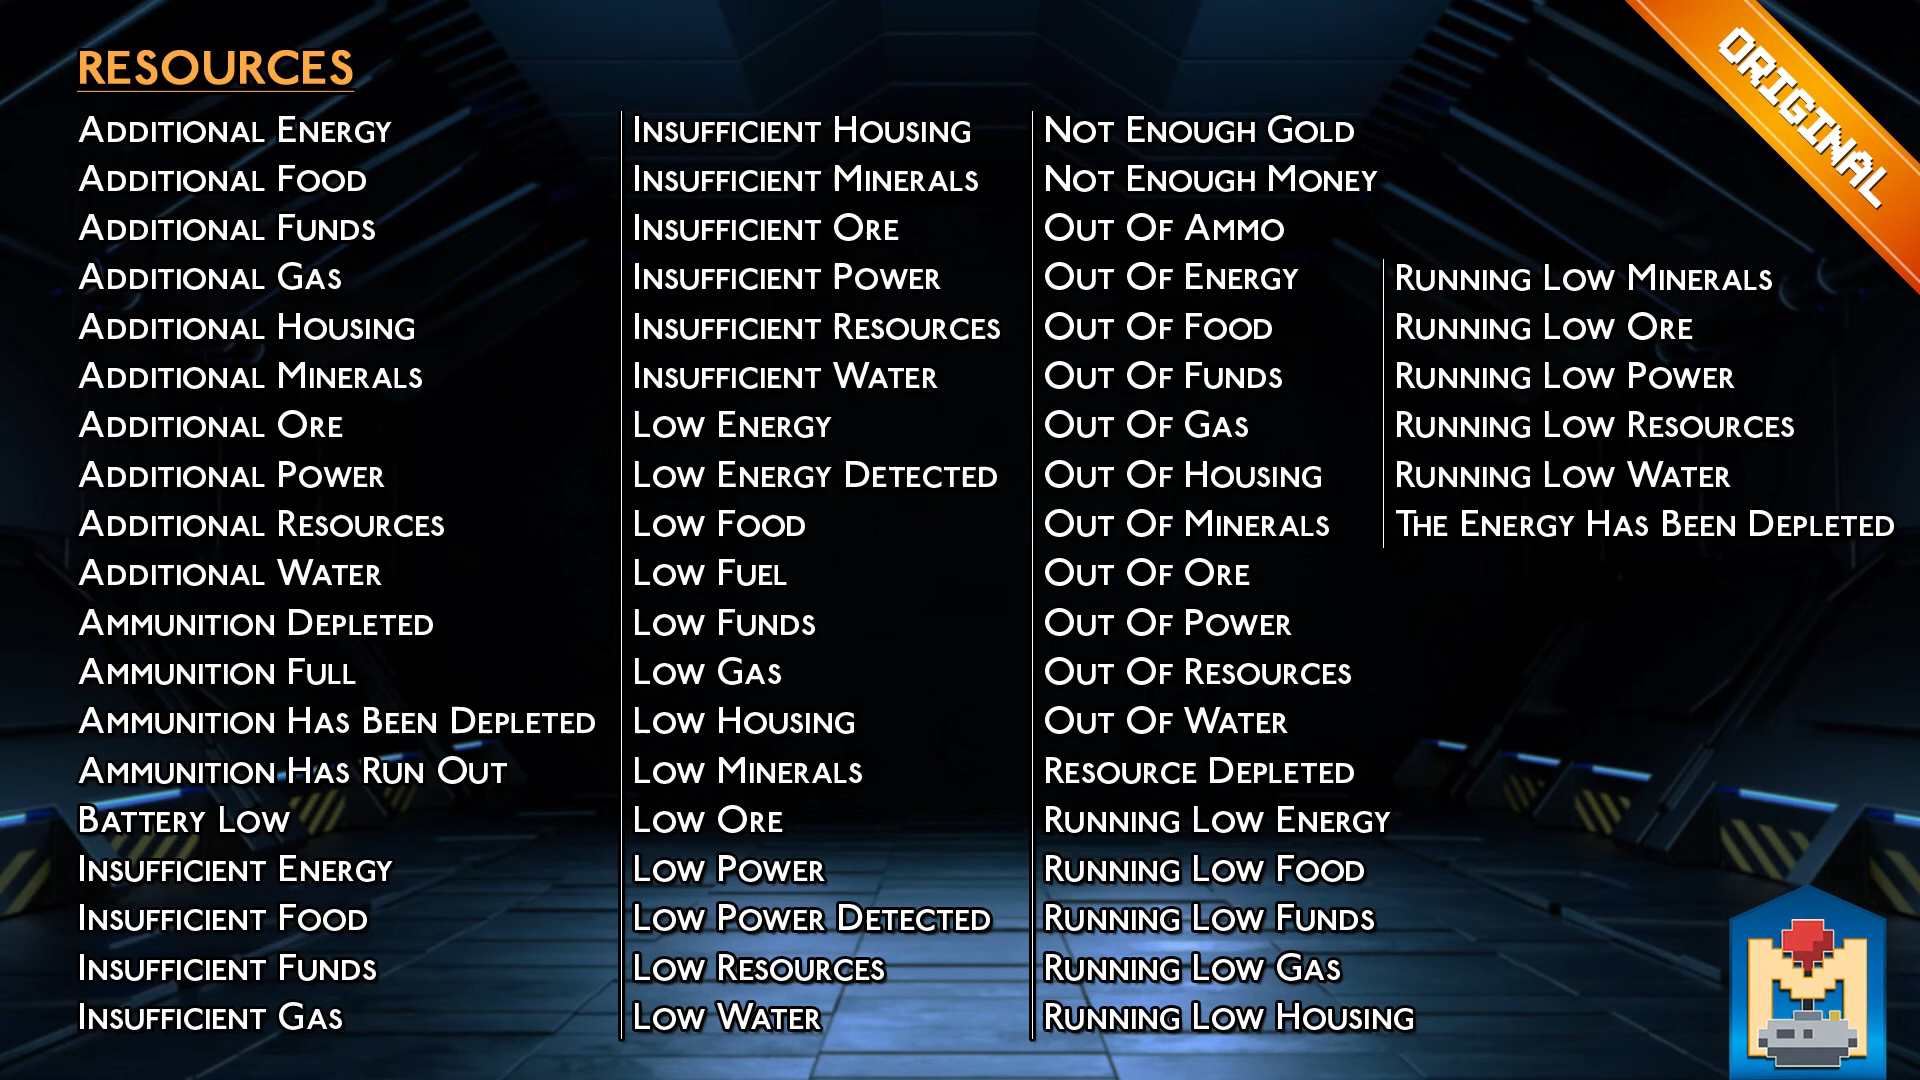 RESOURCES
ADDITIONAL ENERGY
ADDITIONAL FOOD
ADDITIONAL FUNDS
ADDITIONAL GAS
ADDITIONAL HOUSING
ADDITIONAL MINERALS
ADDITIONAL ORE
ADDITIONAL POWER
ADDITIONAL RESOURCES
ADDITIONAL WATER
AMMUNITION DEPLETED
AMMUNITION FULL
AMMUNITION HAS BEEN DEPLETED
AMMUNITION HAS RUN OUT
BATTERY LOW
INSUFFICIENT ENERGY
INSUFFICIENT FOOD
INSUFFICIENT FUNDS
INSUFFICIENT GAS
INSUFFICIENT HOUSING
INSUFFICIENT MINERALS
INSUFFICIENT ORE
INSUFFICIENT POWER
INSUFFICIENT RESOURCES
INSUFFICIENT WATER
LOW ENERGY
LOW ENERGY DETECTED
LOW FOOD
LOW FUEL
LOW FUNDS
LOW GAS
LOW HOUSING
LOW MINERALS
LOW ORE
LOW POWER
LOW POWER DETECTED
LOW RESOURCES
LOW WATER
NOT ENOUGH GOLD
NOT ENOUGH MONEY
OUT OF AMMO
OUT OF ENERGY
OUT OF FOOD
OUT OF FUNDS
OUT OF GAS
OUT OF HOUSING
OUT OF MINERALS
OUT OF ORE
OUT OF POWER
OUT OF RESOURCES
OUT OF WATER
RESOURCE DEPLETED
RUNNING LOW ENERGY
RUNNING LOW FOOD
RUNNING LOW FUNDS
RUNNING LOW GAS
RUNNING LOW HOUSING
RUNNING LOW MINERALS
RUNNING LOW ORE
RUNNING LOW POWER
RUNNING LOW RESOURCES
RUNNING LOW WATER
THE ENERGY HAS BEEN DEPLETED
ORIGINAL